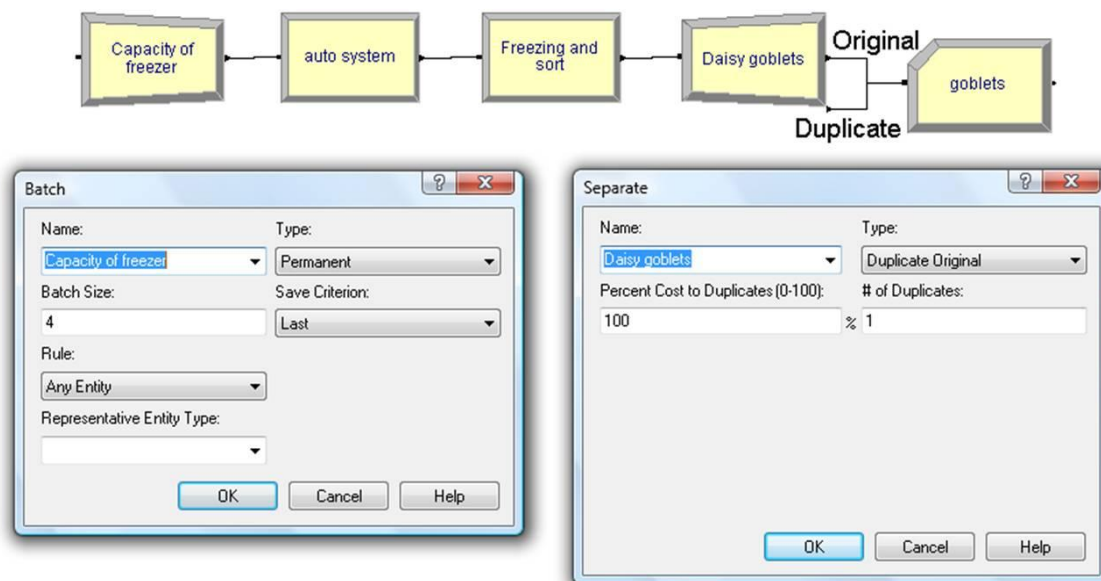 Capacity of
freezer
auto system
Freezing and
sort
Daisy goblets
Original
Duplicate
goblets
Batch
?
X
Name:
Type:
Capacity of freezer
Permanent
Batch Size:
Save Criterion:
4
Last
Rule:
Any Entity
Representative Entity Type:
OK
Cancel
Help
Separate
?
X
Name:
Type:
Daisy goblets
Duplicate Original
Percent Cost to Duplicates (0-100):
# of Duplicates:
100
%
1
OK
Cancel
Help